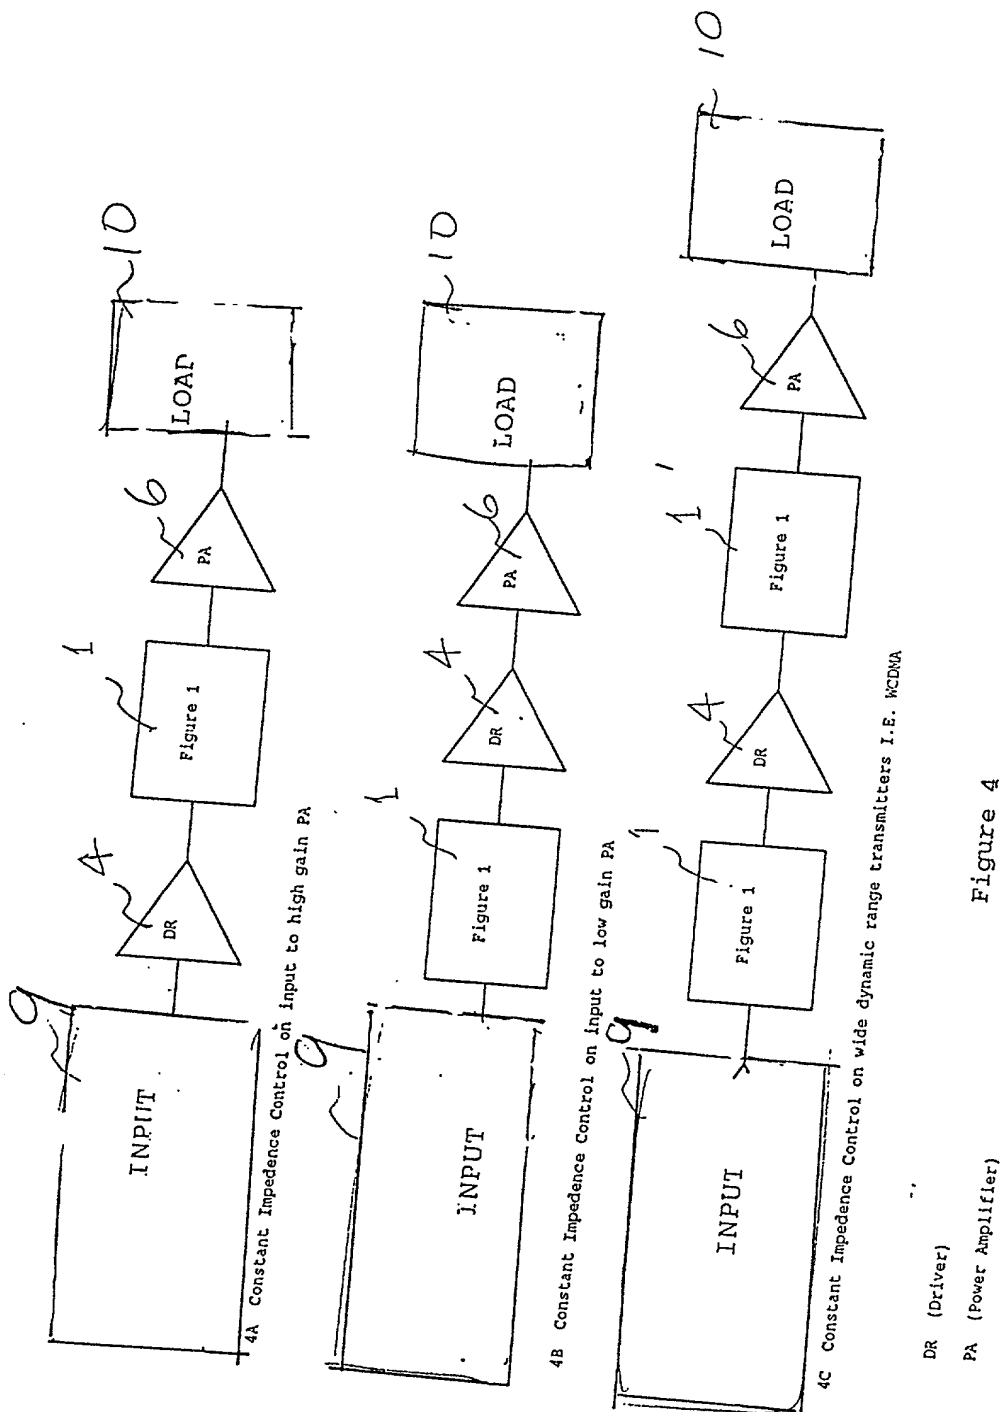 9
INPUT
4
DR
1
Figure 1
6
PA
10
LOAD
4A Constant Impedence Control on input to high gain PA
9
INPUT
1
Figure 1
4
DR
6
PA
10
LOAD
4B Constant Impedence Control on input to low gain PA
9
INPUT
1
Figure 1
4
DR
1'
Figure 1
6
PA
10
LOAD
4C Constant Impedence Control on wide dynamic range transmitters I.E. WCDMA
DR (Driver)
PA (Power Amplifier)
Figure 4